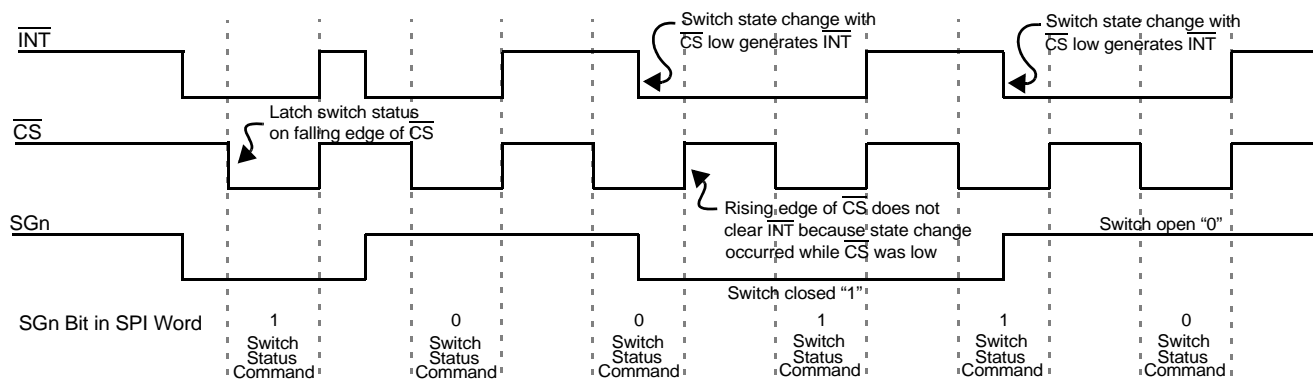 INT
Switch state change with
CS low generates INT
Switch state change with
CS low generates INT
Latch switch status
on falling edge of CS
CS
Rising edge of CS does not
clear INT because state change
occurred while CS was low
SGn
Switch open “0”
Switch closed “1”
SGn Bit in SPI Word
1
Switch
Status
Command
0
Switch
Status
Command
0
Switch
Status
Command
1
Switch
Status
Command
1
Switch
Status
Command
0
Switch
Status
Command